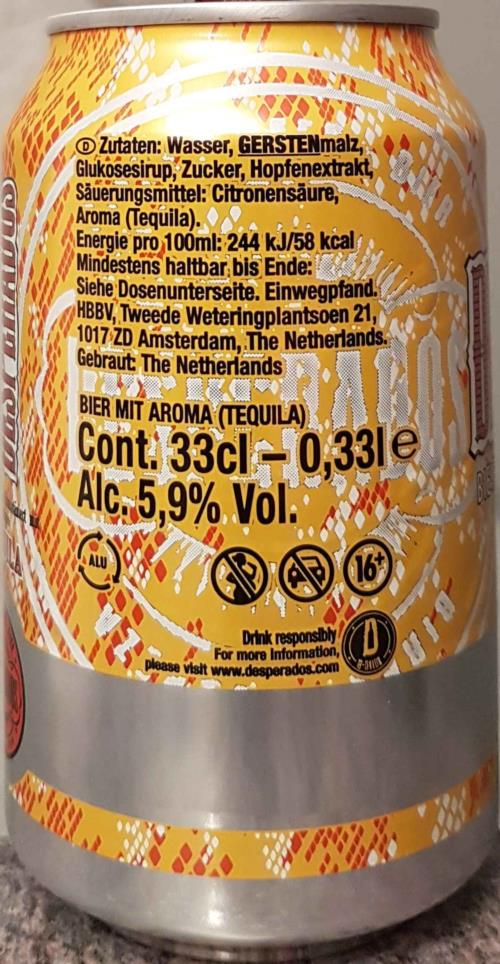 D Zutaten: Wasser, GERSTENmalz,
Glukosesirup, Zucker, Hopfenextrakt,
Säuerungsmittel: Citronensäure,
Aroma (Tequila).
Energie pro 100ml: 244 kJ/58 kcal
Mindestens haltbar bis Ende:
Siehe Dosenunterseite. Einwegpfand.
HBBV, Tweede Weteringplantsoen 21,
1017 ZD Amsterdam, The Netherlands.
Gebraut: The Netherlands
BIER MIT AROMA (TEQUILA)
Cont. 33cl – 0,33l e
Alc. 5,9% Vol.
ALU
16+
Drink responsibly
For more information,
please visit www.desperados.com